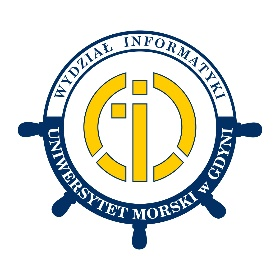 WYDZIAŁ INFORMATYKI
UNIWERSYTET MORSKI w GDYNI